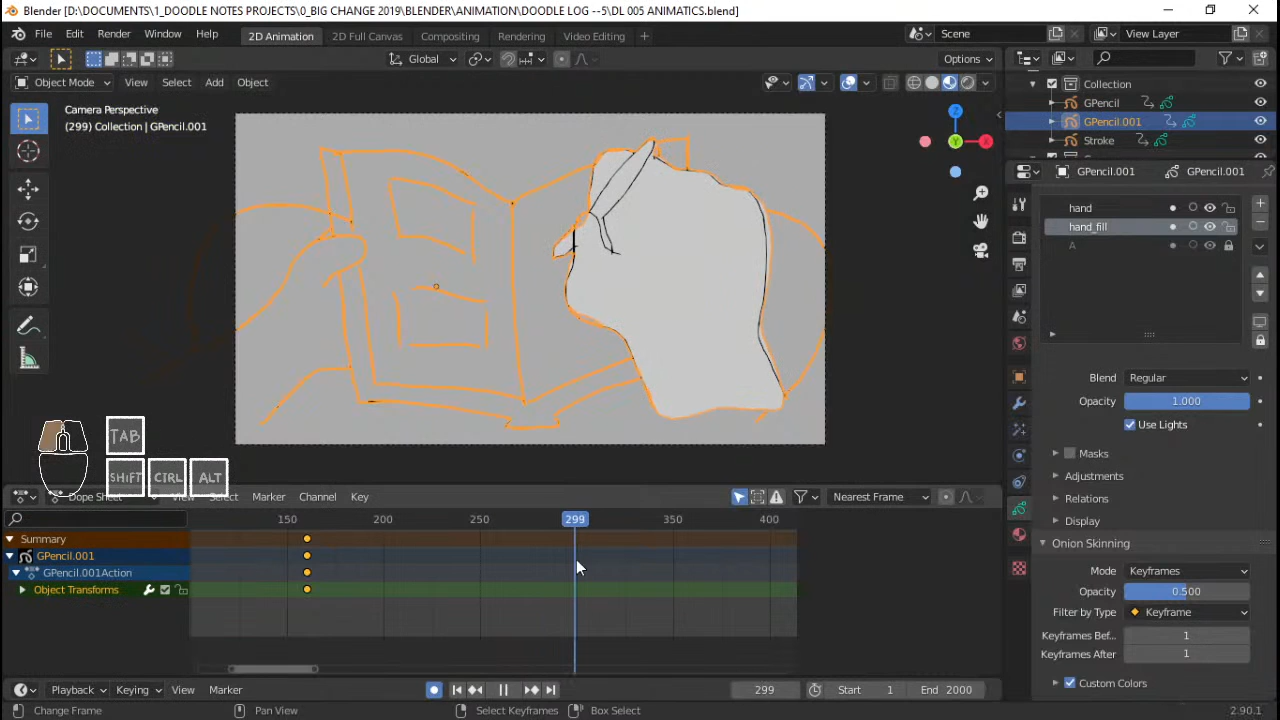 Blender [D:\DOCUMENTS\1_DOODLE NOTES PROJECTS\0_BIG CHANGE 2019\BLENDER\ANIMATION\DOODLE LOG --5\DL 005 ANIMATICS.blend]
File Edit Render Window Help 2D Animation 2D Full Canvas Compositing Rendering Video Editing + Scene View Layer
Global Options
Object Mode View Select Add Object
Camera Perspective
(299) Collection | GPencil.001
Z
Y
X
Collection
GPencil
GPencil.001
Stroke
GPencil.001 GPencil.001
hand
hand_fill
A
Blend Regular
Opacity 1.000
Use Lights
Masks
Adjustments
Relations
Display
Onion Skinning
Mode Keyframes
Opacity 0.500
Filter by Type Keyframe
Keyframes Bef.. 1
Keyframes After 1
Custom Colors
TAB
SHIFT CTRL ALT
Dope Sheet View Select Marker Channel Key Nearest Frame
150 200 250 299 350 400
Summary
GPencil.001
GPencil.001Action
Object Transforms
Playback Keying View Marker 299 Start 1 End 2000
Change Frame Pan View Select Keyframes Box Select 2.90.1